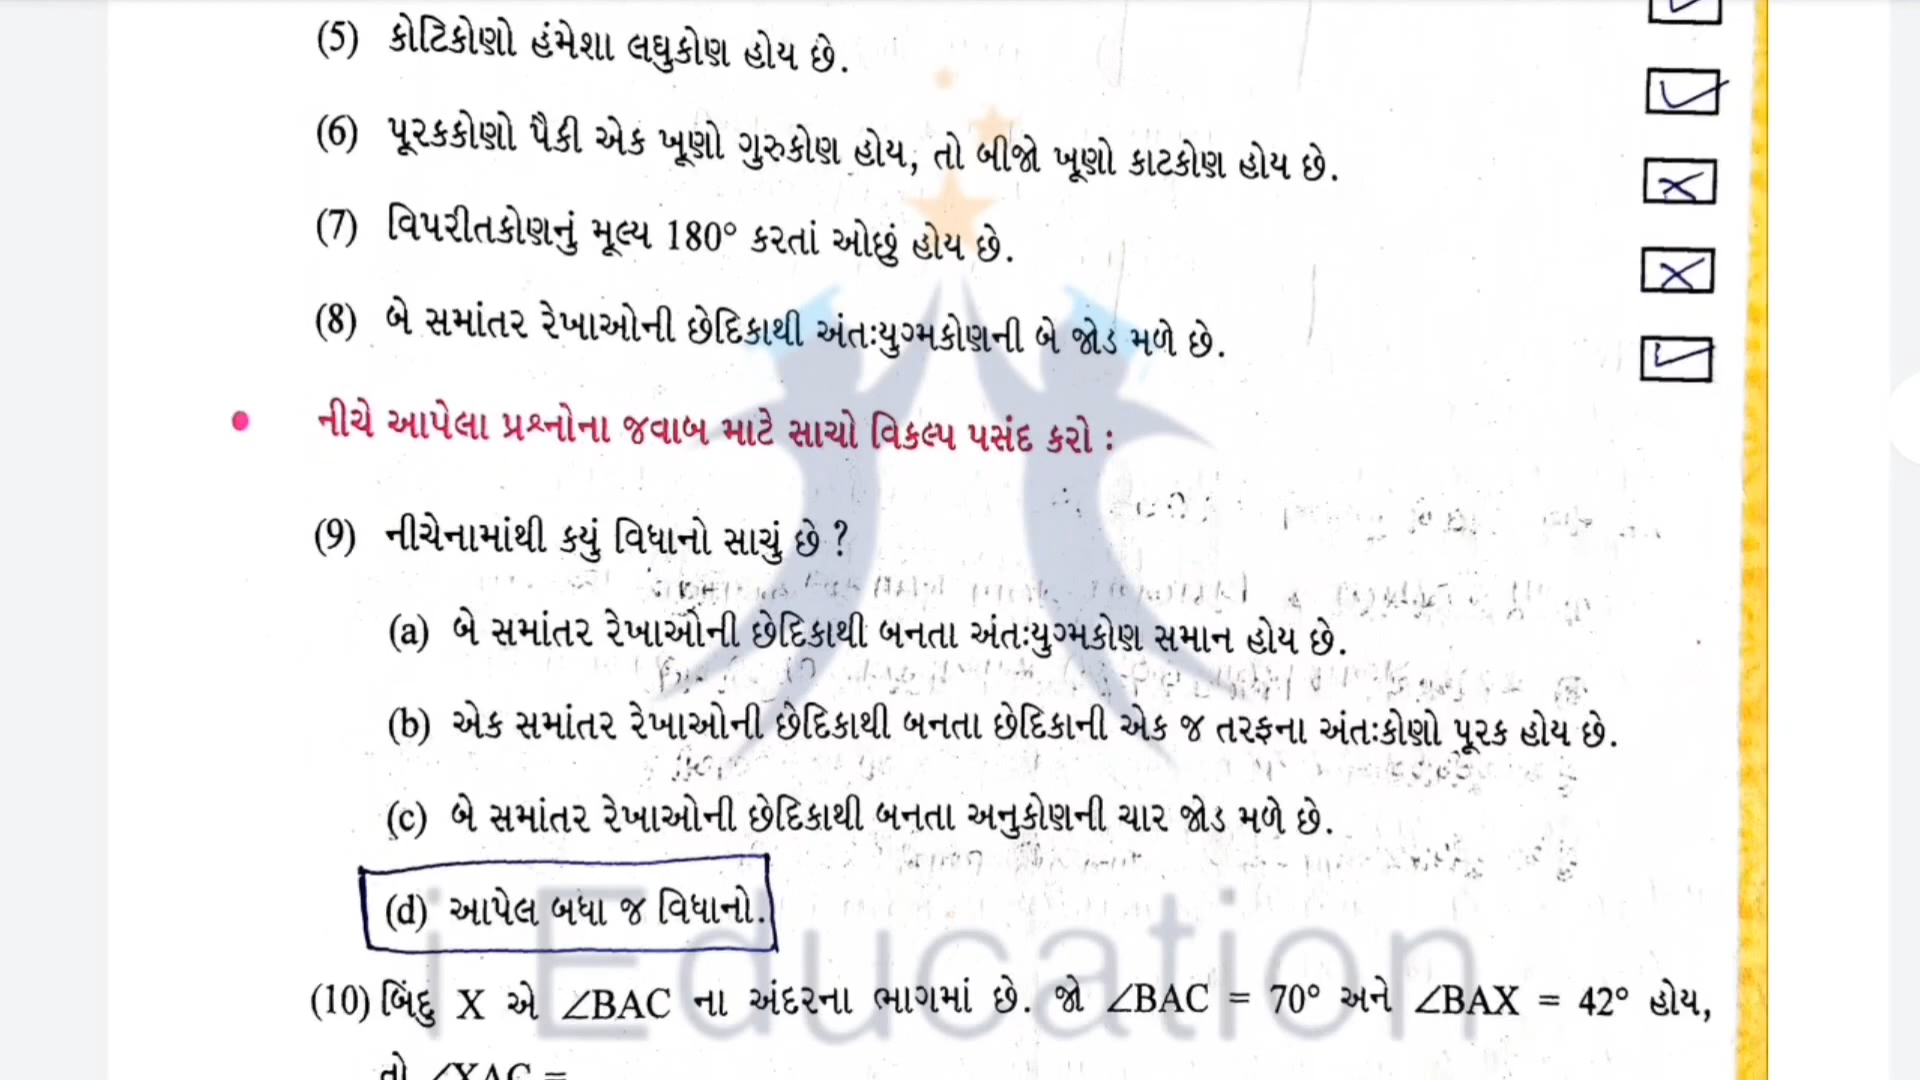 (5) કોટિકોણો હંમેશા લઘુકોણ હોય છે.
(6) પૂરકકોણો પૈકી એક ખૂણો ગુરુકોણ હોય, તો બીજો ખૂણો કાટકોણ હોય છે.
(7) વિપરીતકોણનું મૂલ્ય 180° કરતાં ઓછું હોય છે.
(8) બે સમાંતર રેખાઓની છેદિકાથી અંતઃયુગ્મકોણની બે જોડ મળે છે.
• નીચે આપેલા પ્રશ્નોના જવાબ માટે સાચો વિકલ્પ પસંદ કરો :
(9) નીચેનામાંથી કયું વિધાનો સાચું છે ?
(a) બે સમાંતર રેખાઓની છેદિકાથી બનતા અંતઃયુગ્મકોણ સમાન હોય છે.
(b) એક સમાંતર રેખાઓની છેદિકાથી બનતા છેદિકાની એક જ તરફના અંતઃકોણો પૂરક હોય છે.
(c) બે સમાંતર રેખાઓની છેદિકાથી બનતા અનુકોણની ચાર જોડ મળે છે.
(d) આપેલ બધા જ વિધાનો.
i Education
(10) બિંદુ X એ ∠BAC ના અંદરના ભાગમાં છે. જો ∠BAC = 70° અને ∠BAX = 42° હોય,
તો ∠XAC =